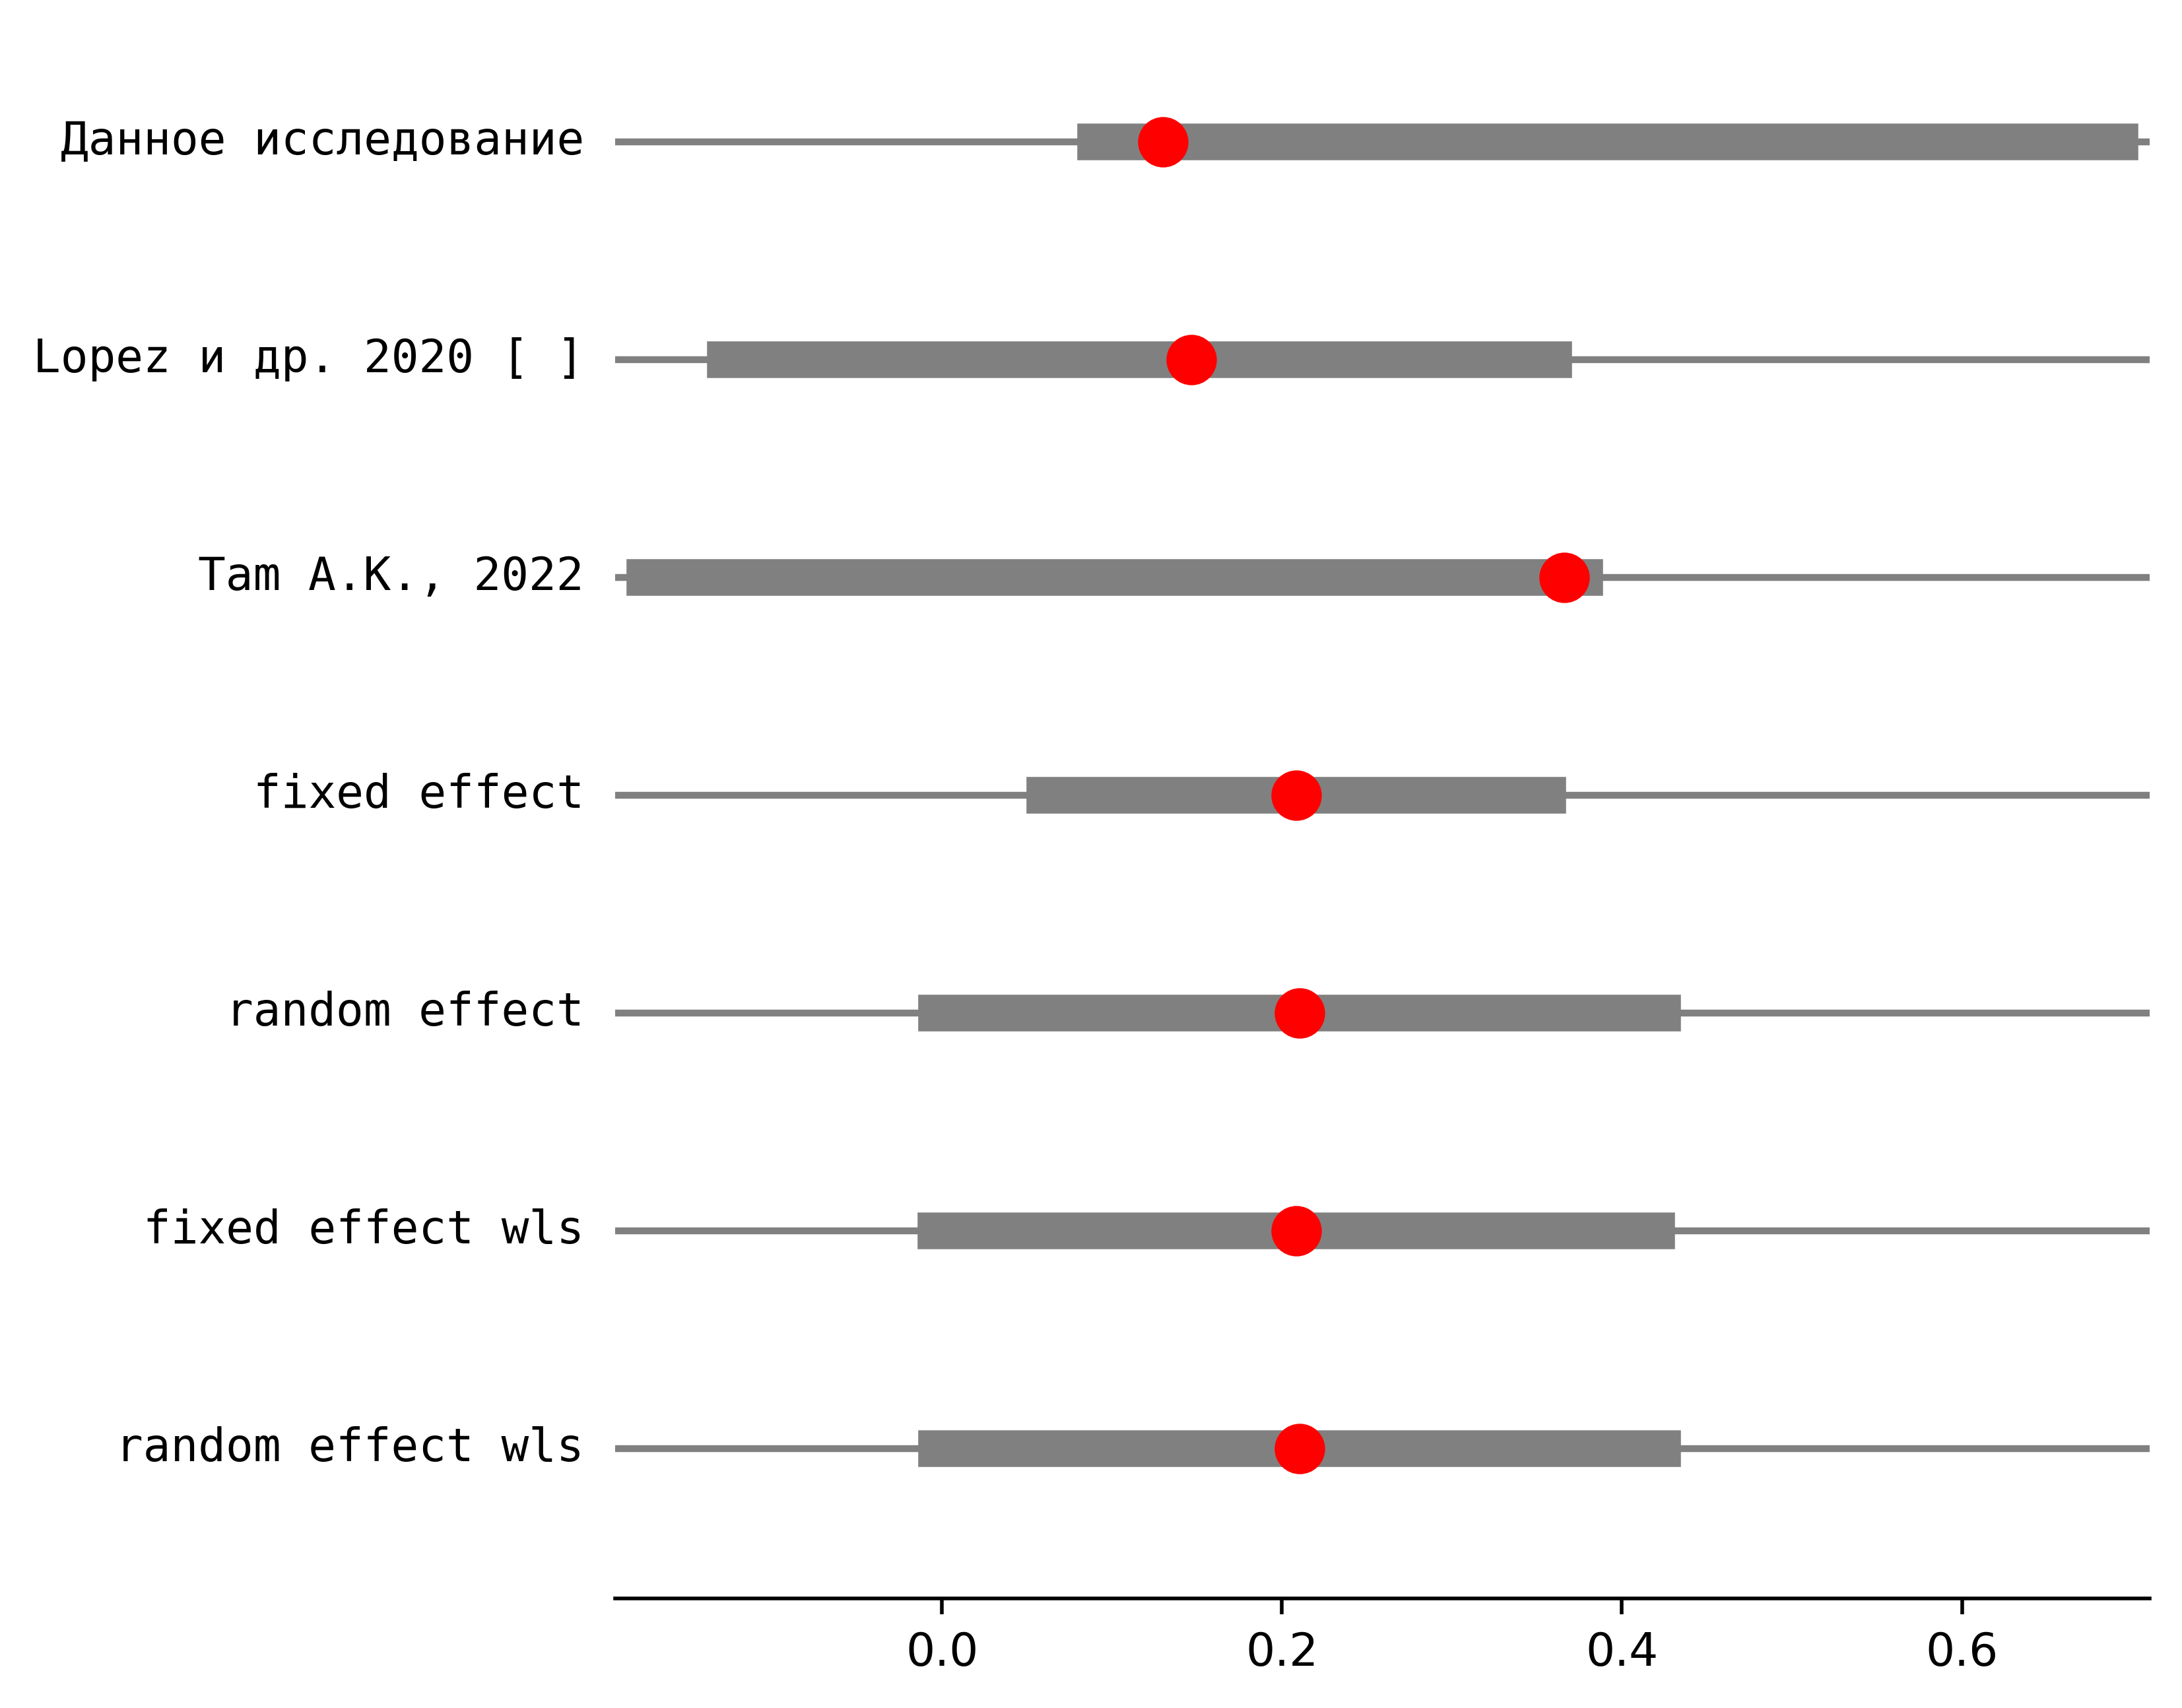 Данное исследование
Lopez и др. 2020 [ ]
Tam A.K., 2022
fixed effect
random effect
fixed effect wls
random effect wls
0.0 0.2 0.4 0.6